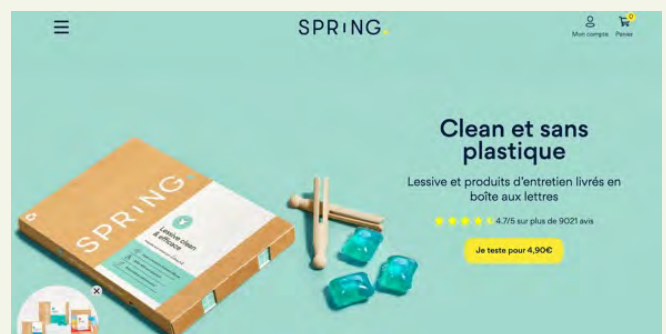 SPRING.
0
Mon compte Panier
Clean et sans
plastique
Lessive et produits d'entretien livrés en
boîte aux lettres
4.7/5 sur plus de 9021 avis
Je teste pour 4,90€
SPRING
Lessive clean
& efficace